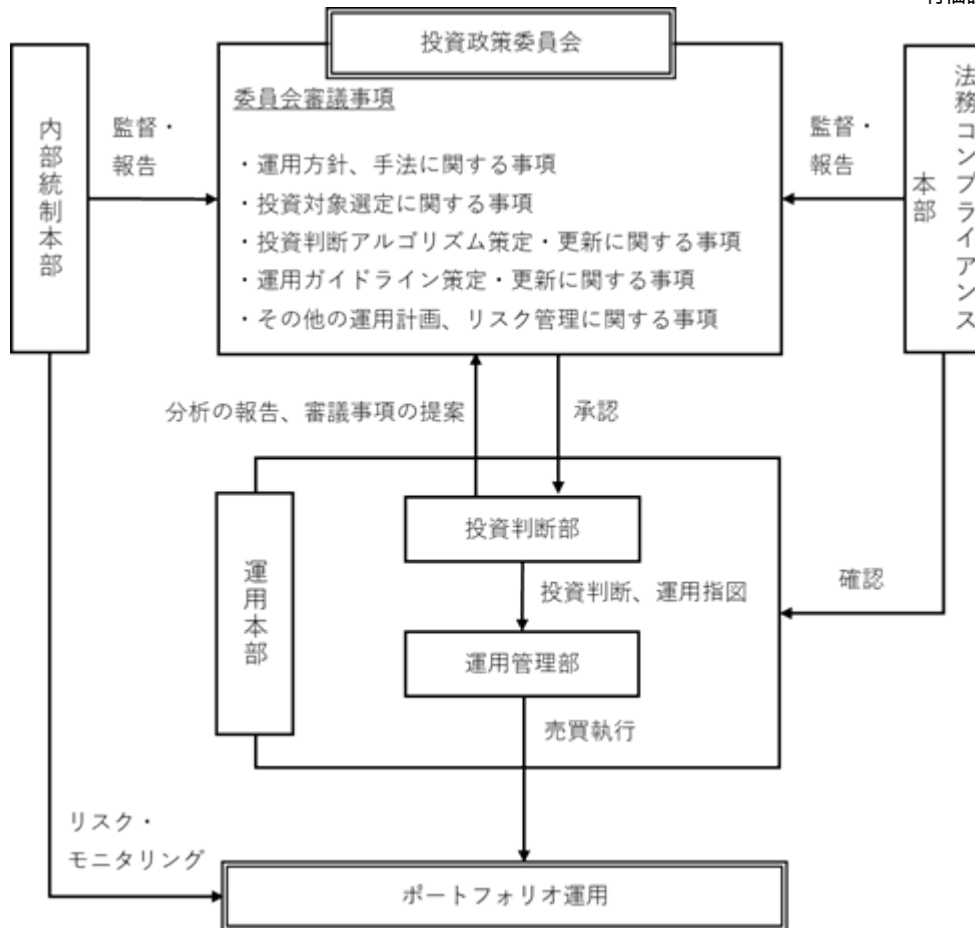 投資政策委員会
委員会審議事項
・運用方針、手法に関する事項
・投資対象選定に関する事項
・投資判断アルゴリズム策定・更新に関する事項
・運用ガイドライン策定・更新に関する事項
・その他の運用計画、リスク管理に関する事項
内部統制本部
監督・
報告
監督・
報告
法務コンプライアンス
本部
分析の報告、審議事項の提案
承認
運用本部
投資判断部
投資判断、運用指図
運用管理部
売買執行
確認
リスク・
モニタリング
ポートフォリオ運用